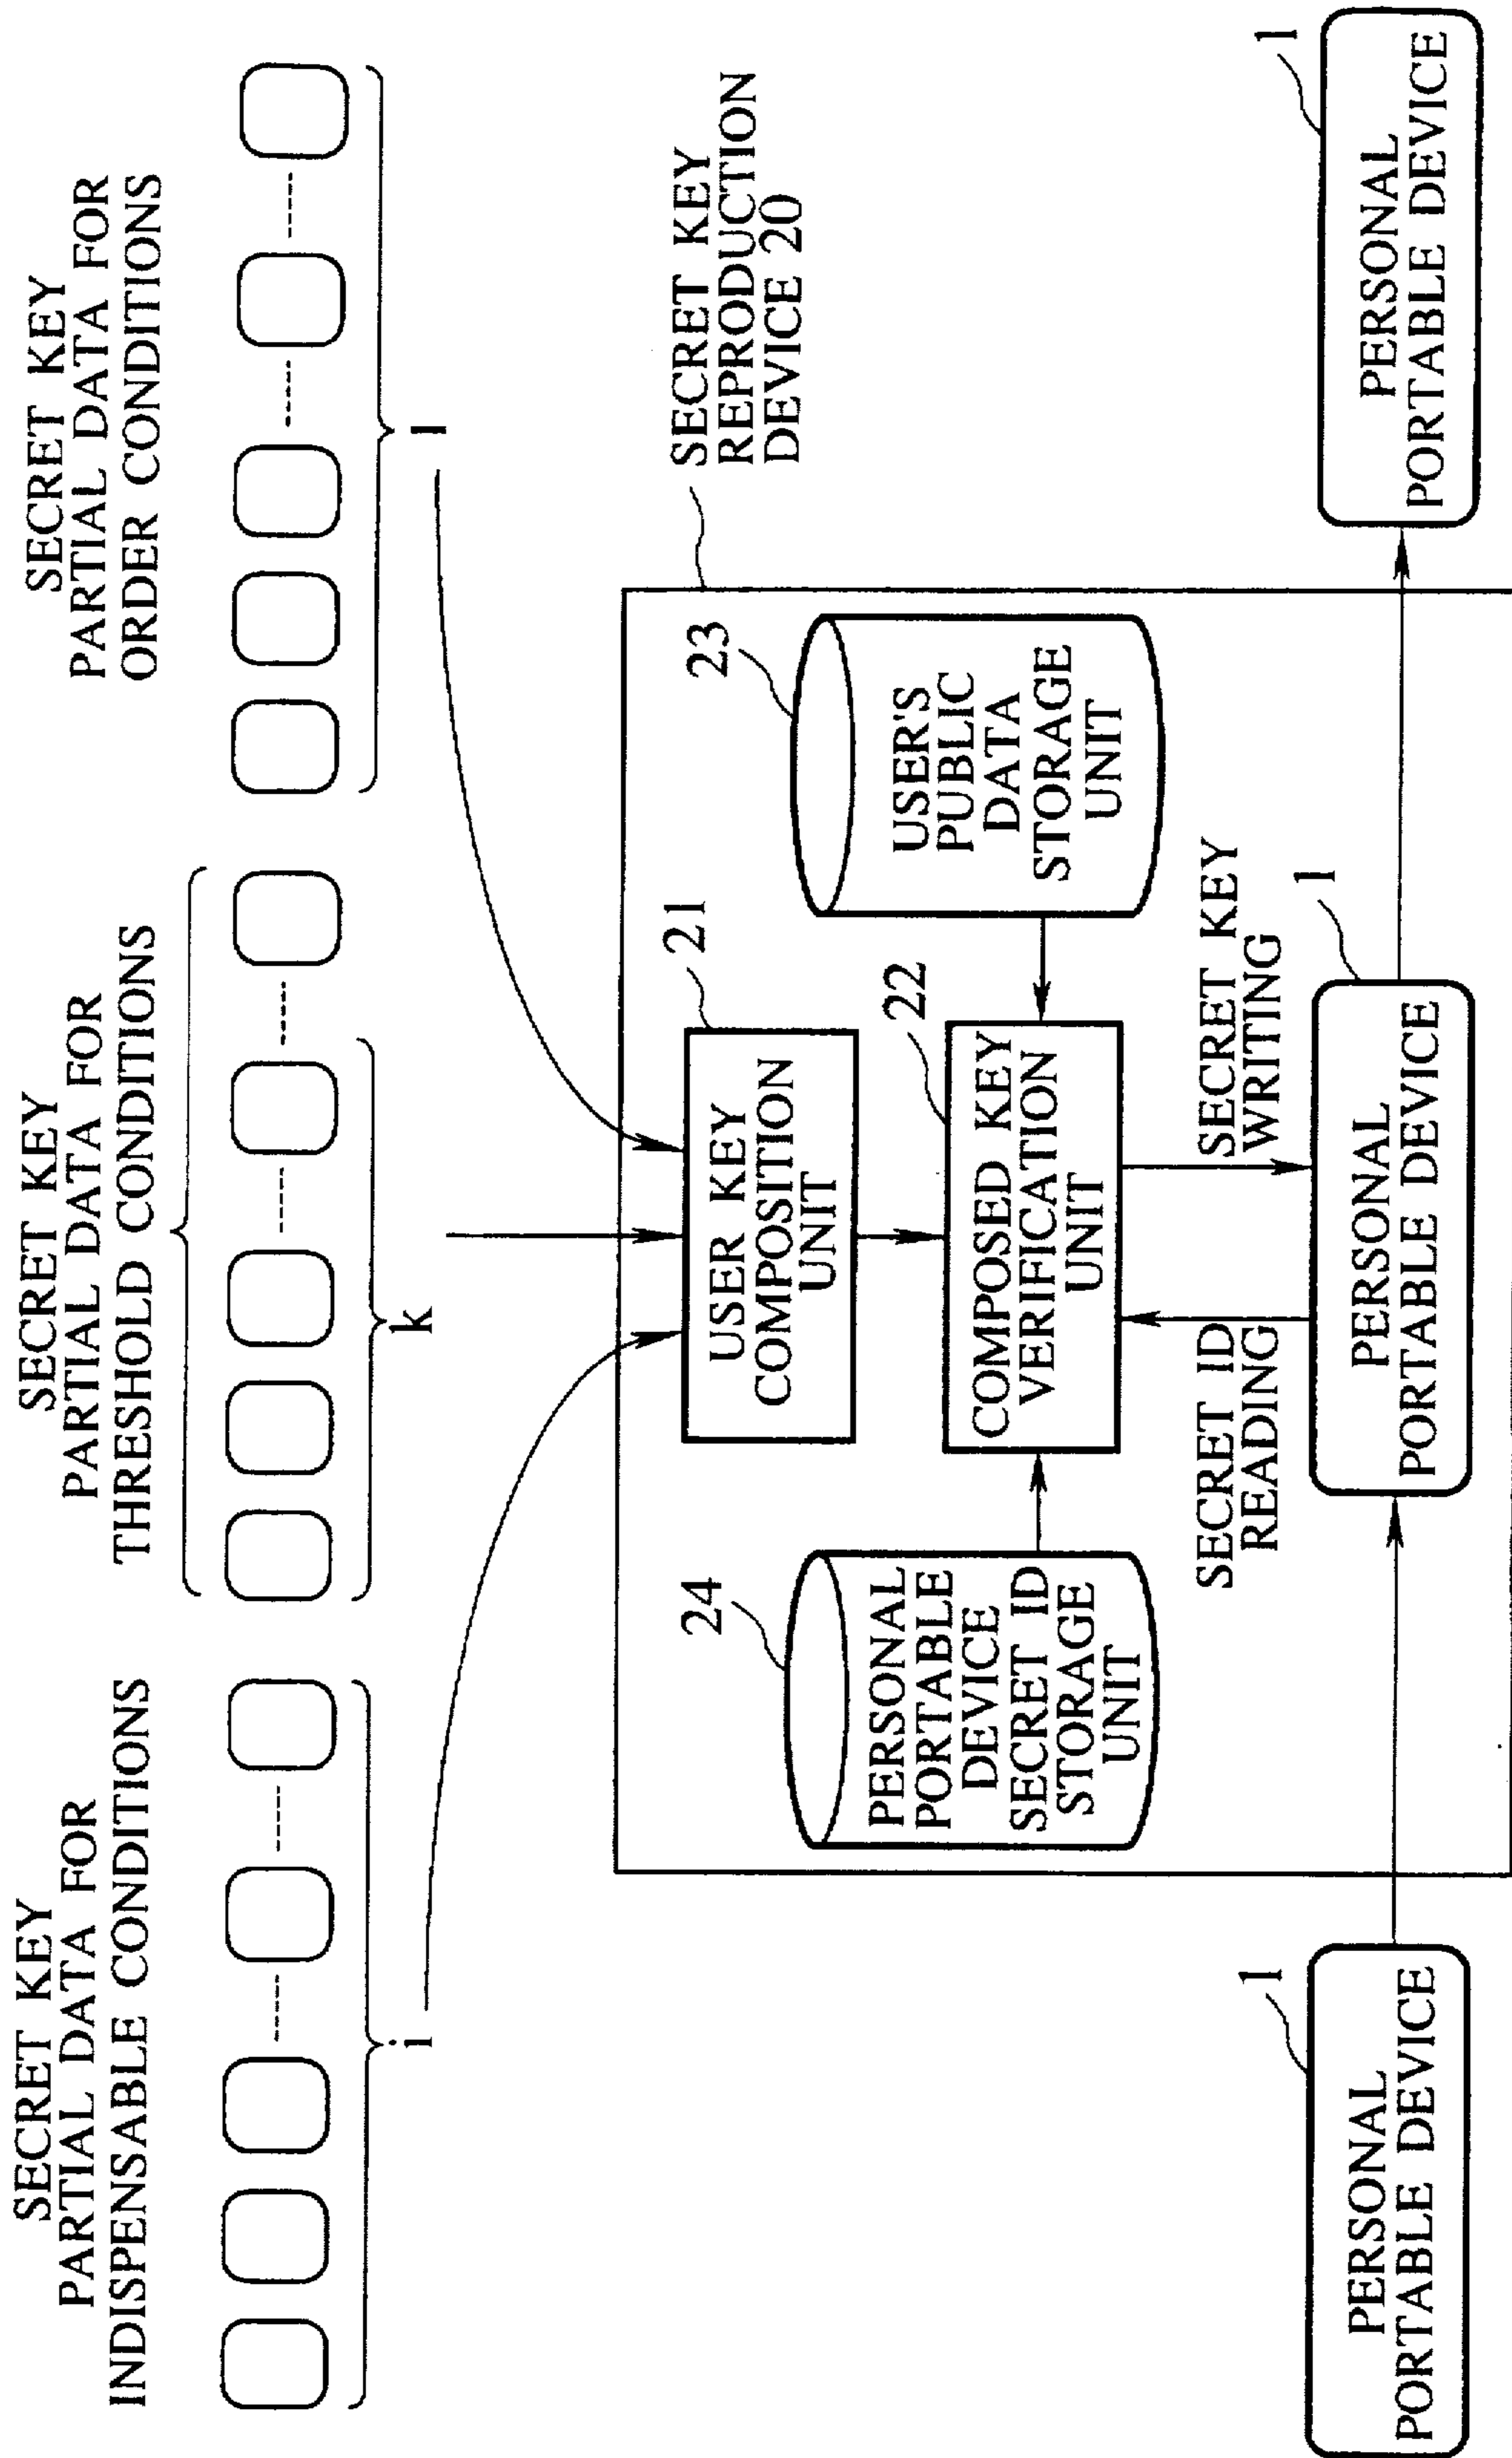 SECRET KEY
PARTIAL DATA FOR
INDISPENSABLE CONDITIONS
i
SECRET KEY
PARTIAL DATA FOR
THRESHOLD CONDITIONS
k
SECRET KEY
PARTIAL DATA FOR
ORDER CONDITIONS
l
SECRET KEY
REPRODUCTION
DEVICE 20
21
USER KEY
COMPOSITION
UNIT
24
PERSONAL
PORTABLE
DEVICE
SECRET ID
STORAGE
UNIT
22
COMPOSED KEY
VERIFICATION
UNIT
23
USER'S
PUBLIC
DATA
STORAGE
UNIT
SECRET ID
READING
SECRET KEY
WRITING
1
PERSONAL
PORTABLE DEVICE
1
PERSONAL
PORTABLE DEVICE
1
PERSONAL
PORTABLE DEVICE